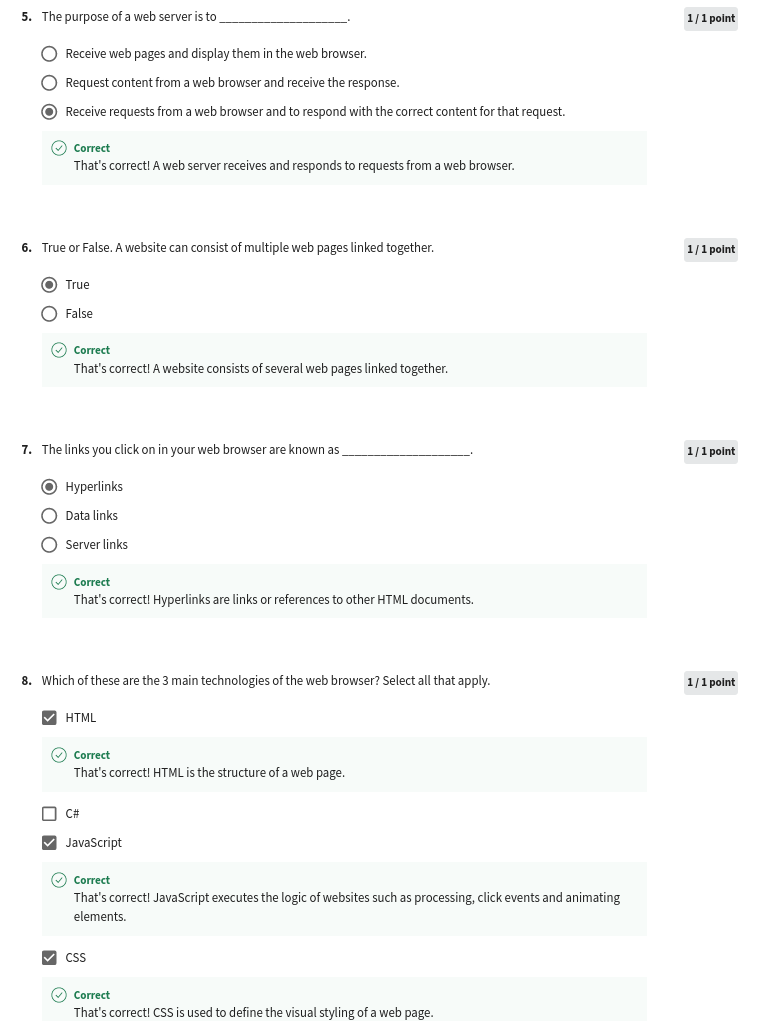 5. The purpose of a web server is to ____________________.
1 / 1 point
Receive web pages and display them in the web browser.
Request content from a web browser and receive the response.
Receive requests from a web browser and to respond with the correct content for that request.
Correct
That's correct! A web server receives and responds to requests from a web browser.
6. True or False. A website can consist of multiple web pages linked together.
1 / 1 point
True
False
Correct
That's correct! A website consists of several web pages linked together.
7. The links you click on in your web browser are known as ____________________.
1 / 1 point
Hyperlinks
Data links
Server links
Correct
That's correct! Hyperlinks are links or references to other HTML documents.
8. Which of these are the 3 main technologies of the web browser? Select all that apply.
1 / 1 point
HTML
Correct
That's correct! HTML is the structure of a web page.
C#
JavaScript
Correct
That's correct! JavaScript executes the logic of websites such as processing, click events and animating
elements.
CSS
Correct
That's correct! CSS is used to define the visual styling of a web page.